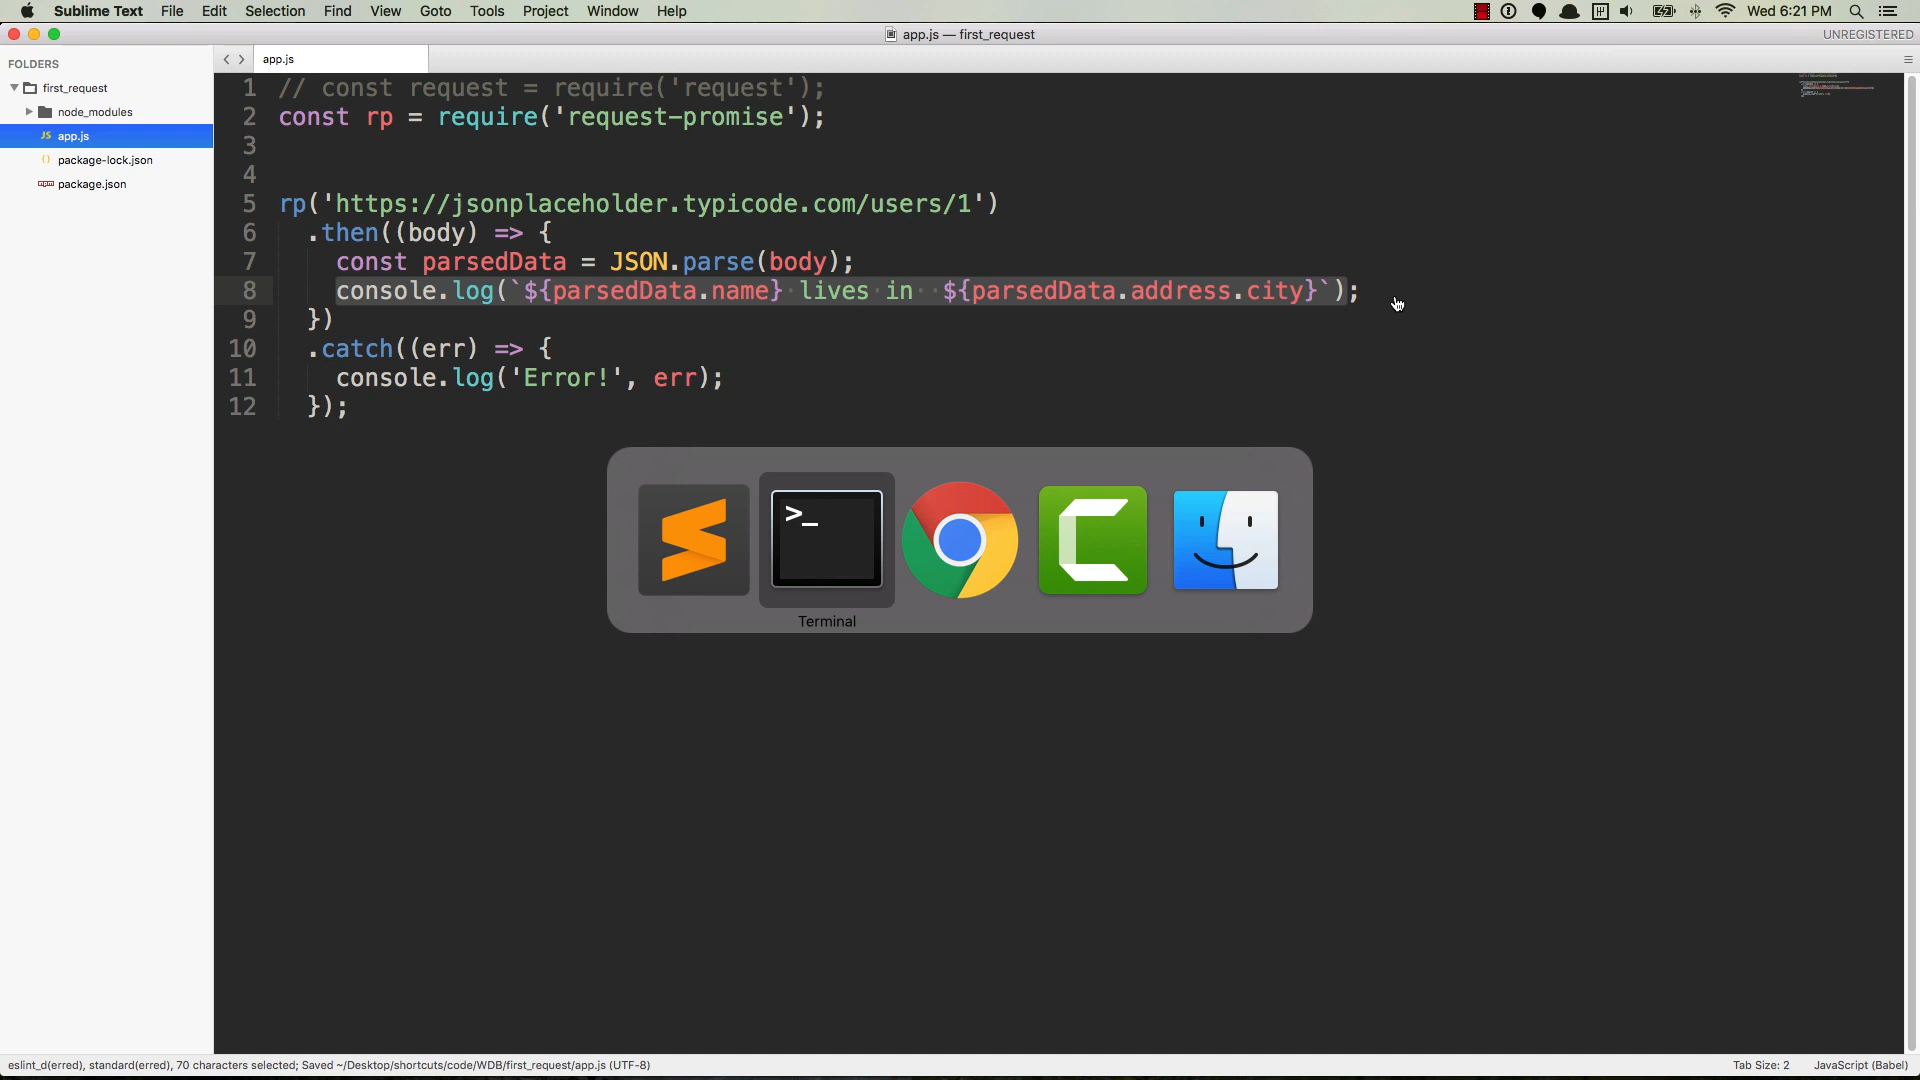 Sublime Text File Edit Selection Find View Goto Tools Project Window Help Wed 6:21 PM
app.js — first_request UNREGISTERED
FOLDERS
first_request
node_modules
app.js
package-lock.json
package.json
app.js
1 // const request = require('request');
2 const rp = require('request-promise');
3
4
5 rp('https://jsonplaceholder.typicode.com/users/1')
6 .then((body) => {
7 const parsedData = JSON.parse(body);
8 console.log(`${parsedData.name} lives in  ${parsedData.address.city}`);
9 })
10 .catch((err) => {
11 console.log('Error!', err);
12 });
>_
Terminal
eslint_d(erred), standard(erred), 70 characters selected; Saved ~/Desktop/shortcuts/code/WDB/first_request/app.js (UTF-8) Tab Size: 2 JavaScript (Babel)